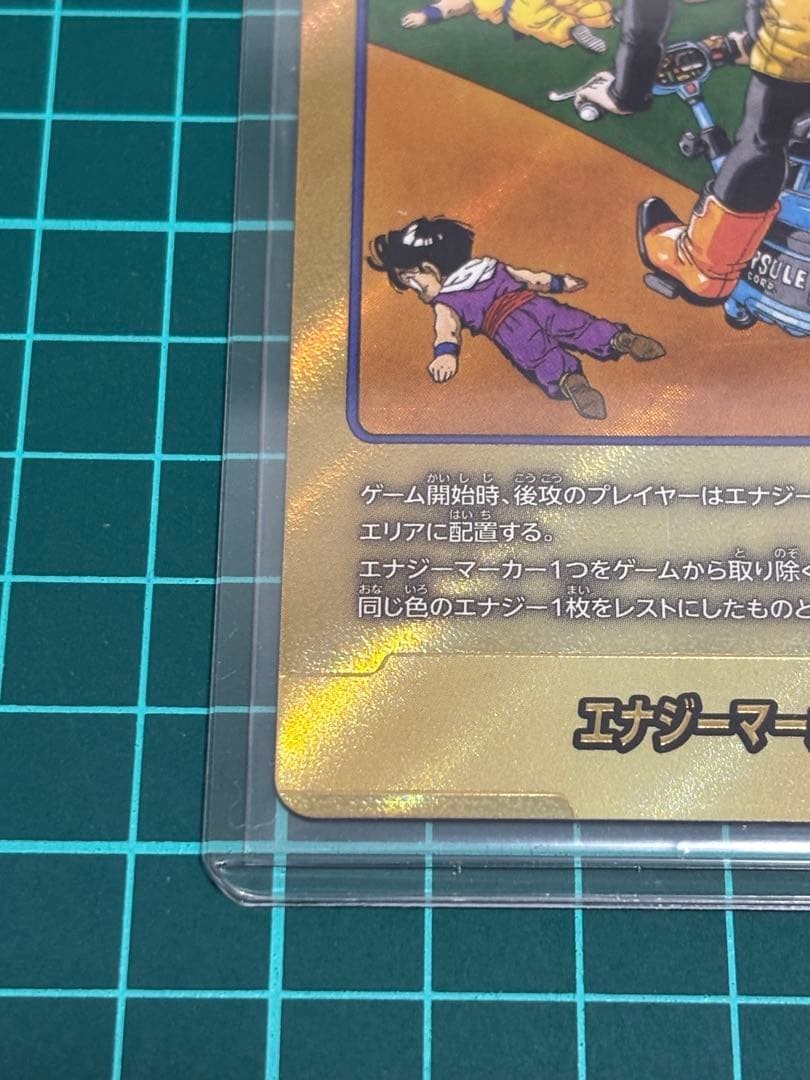 PSULE
CORP.
ゲーム開始時、後攻のプレイヤーはエナジー
エリアに配置する。
エナジーマーカー1つをゲームから取り除く
同じ色のエナジー1枚をレストにしたものと
エナジーマー